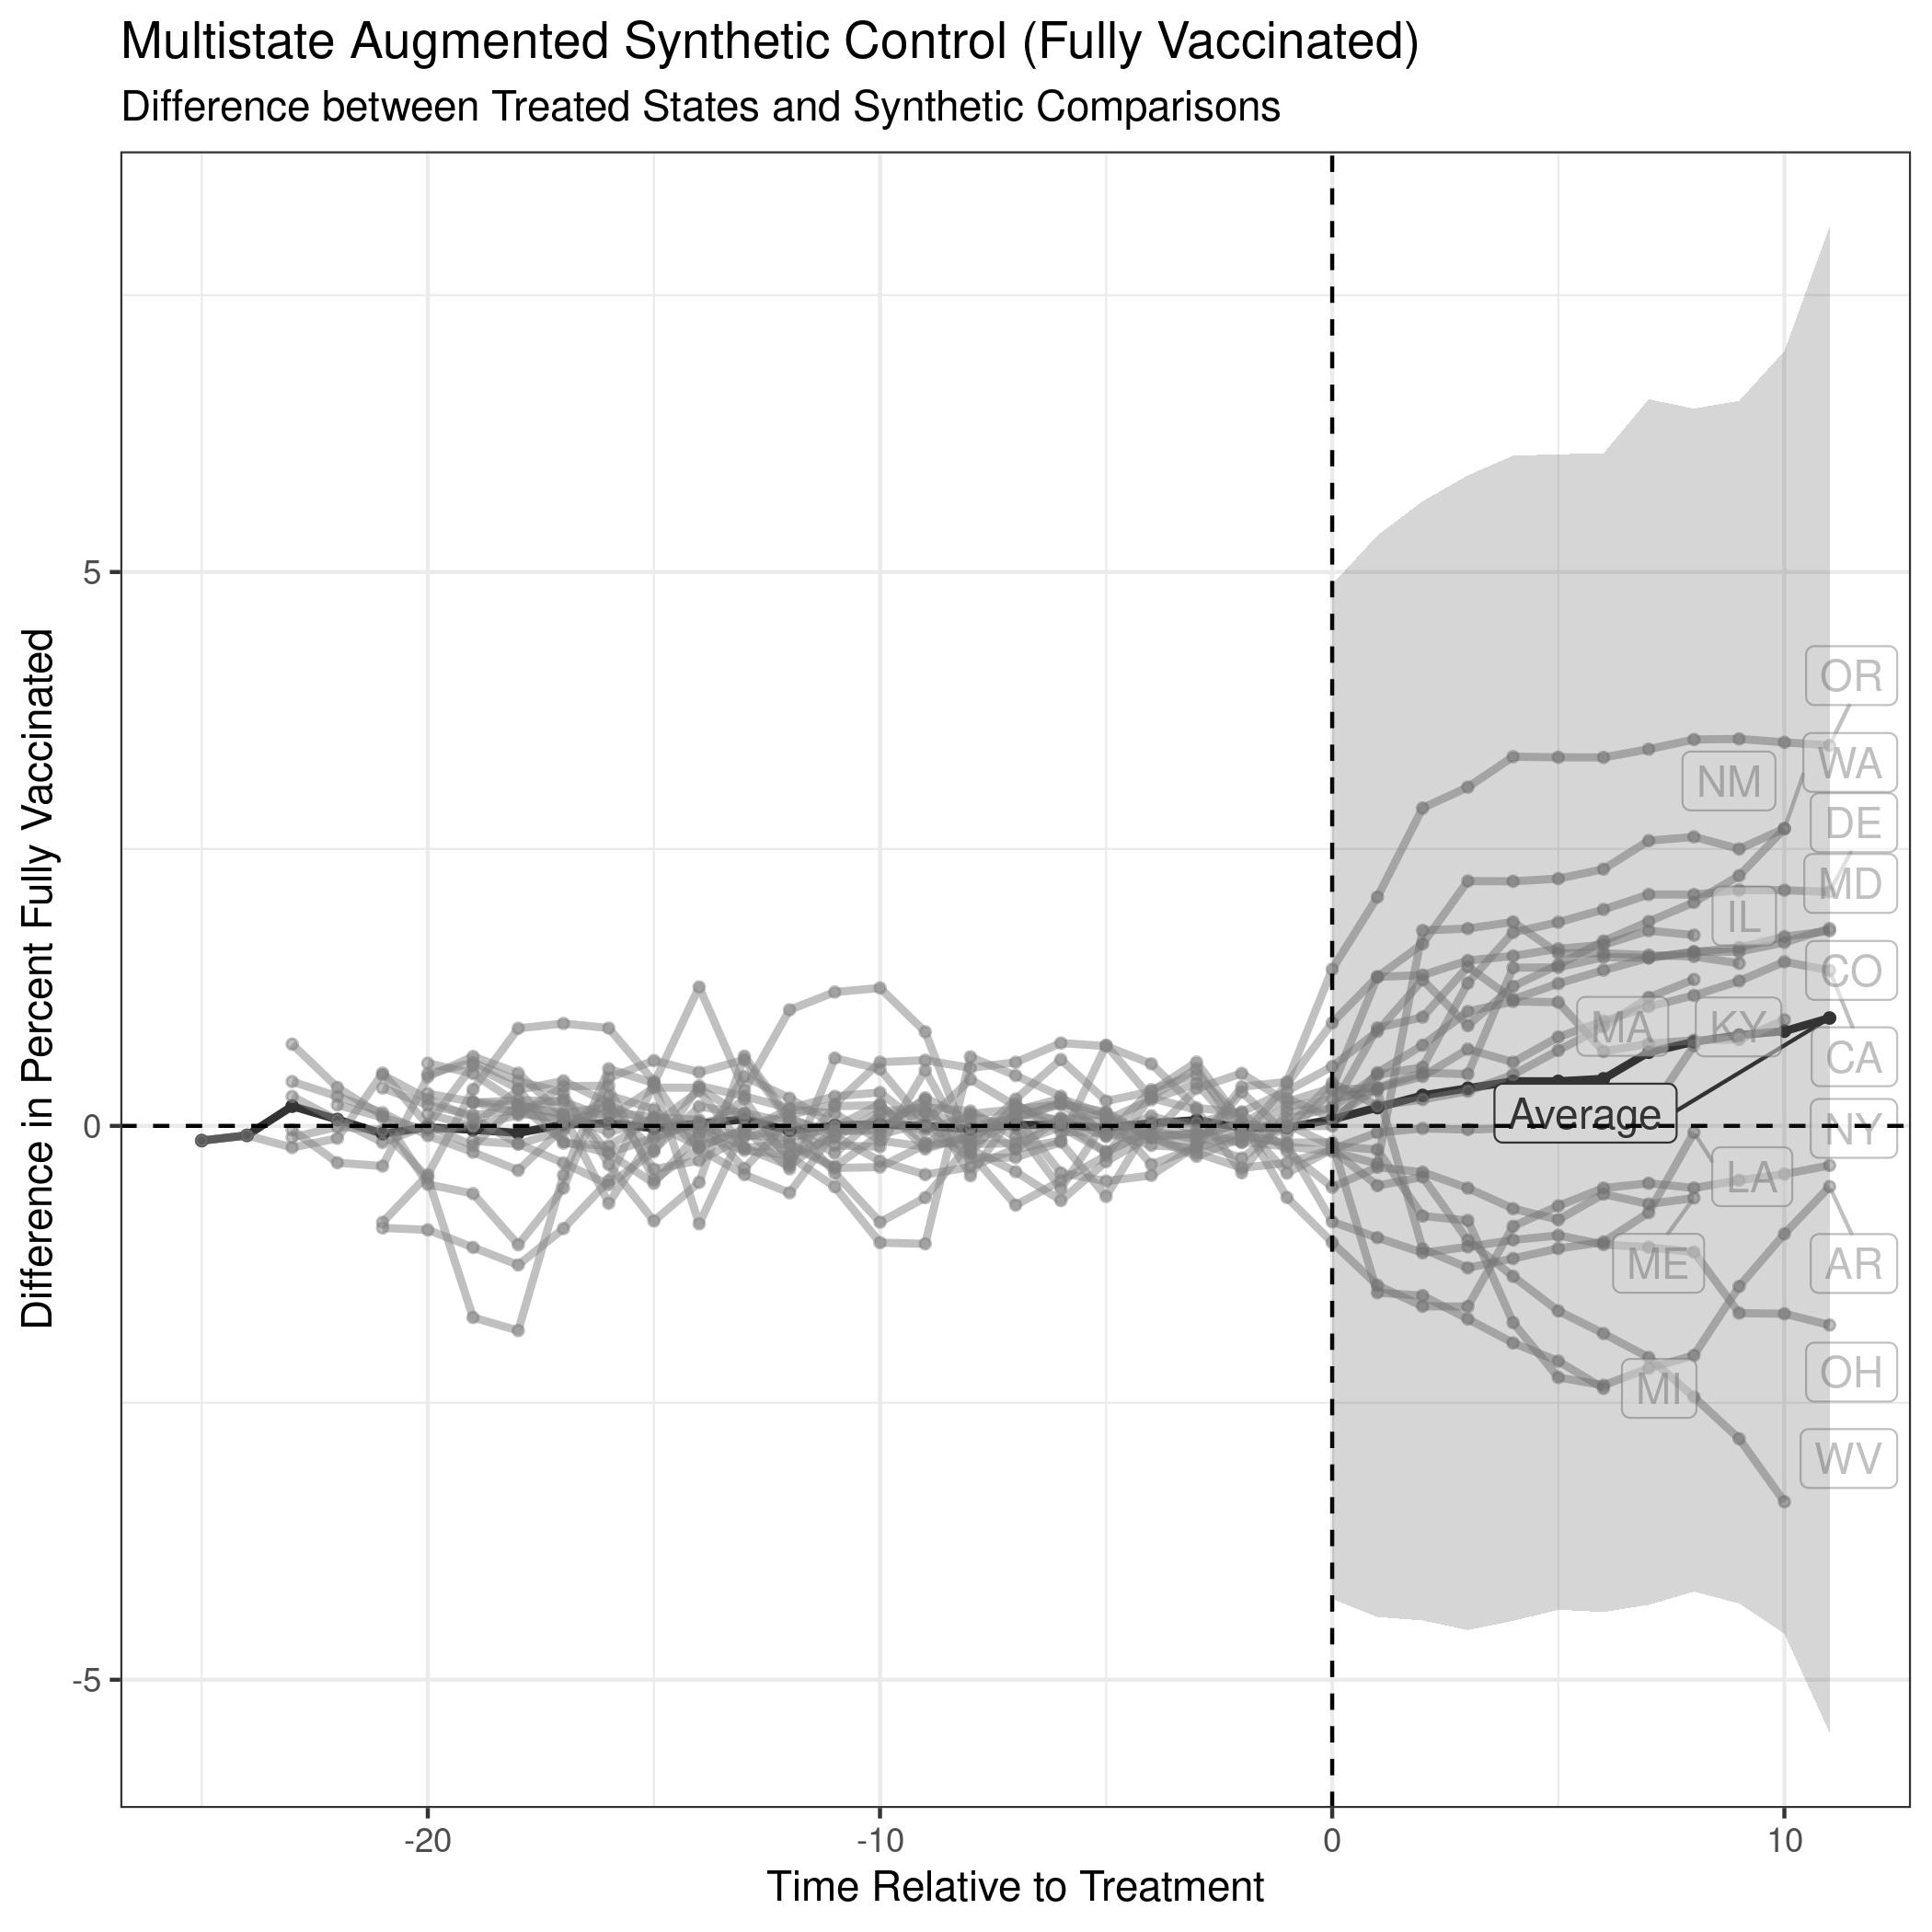 Multistate Augmented Synthetic Control (Fully Vaccinated)
Difference between Treated States and Synthetic Comparisons
Difference in Percent Fully Vaccinated
5
0
-5
OR
WA
NM
DE
MD
IL
CO
MA
KY
CA
Average
NY
LA
ME
AR
OH
MI
WV
-20
-10
0
10
Time Relative to Treatment